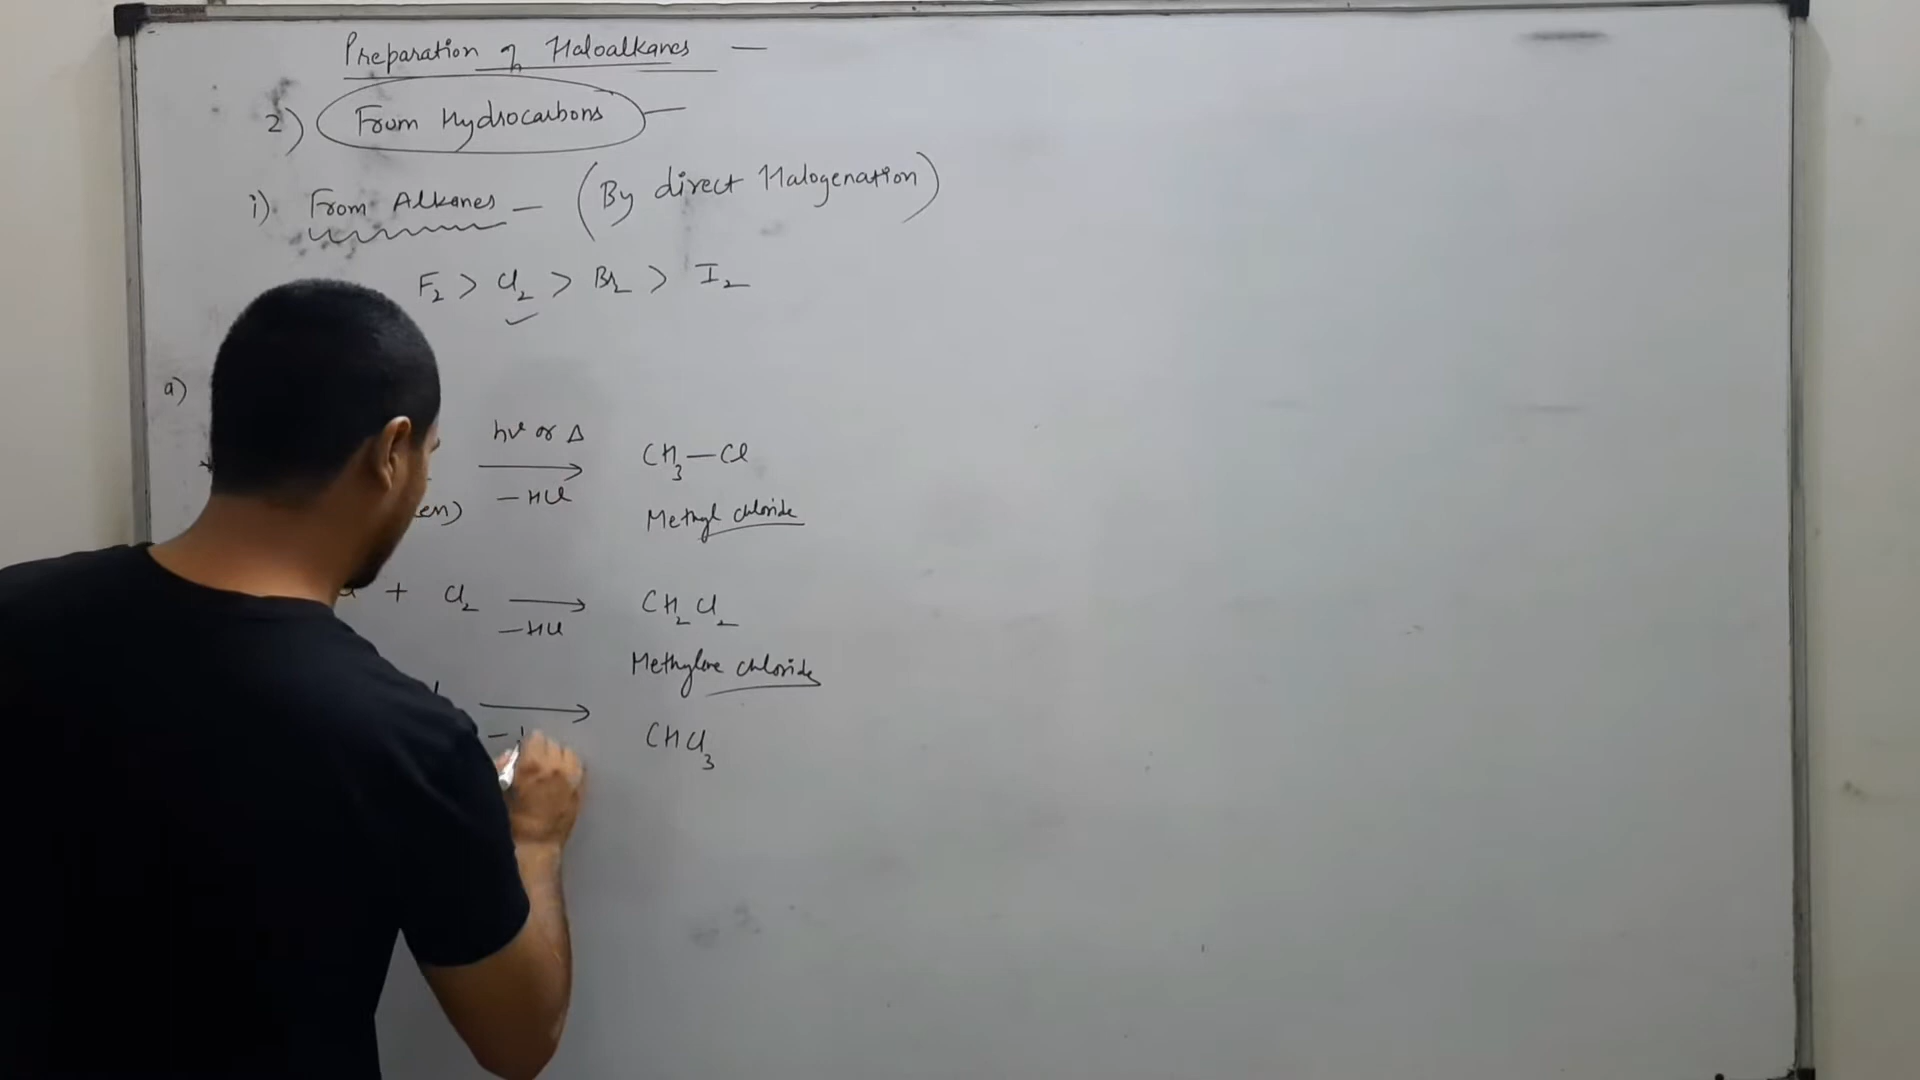 Preparation of Haloalkanes —
2) From Hydrocarbons —
i) From Alkanes — (By direct Halogenation)
F₂ > Cl₂ > Br₂ > I₂
a)
hν or Δ
CH₃—Cl
—HCl
Methyl chloride
+ Cl₂ → CH₂Cl₂
—HCl
Methylene chloride
→ CHCl₃
—